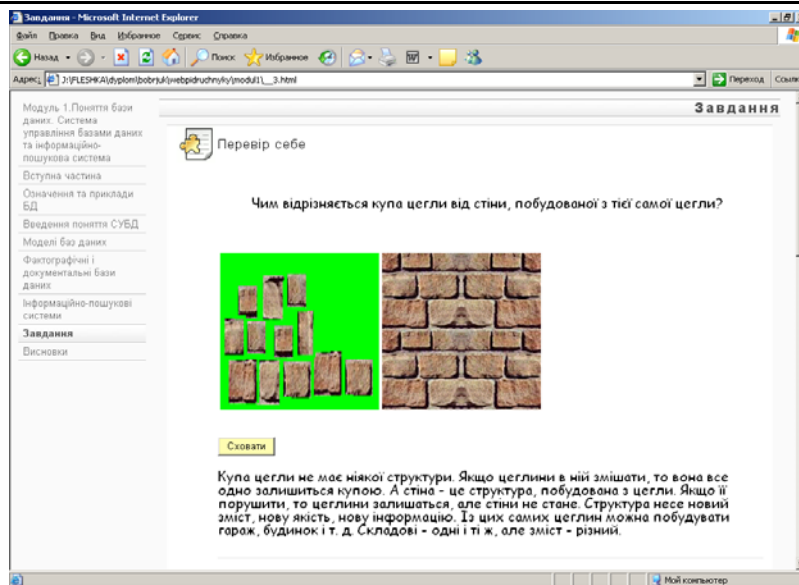 Завдання - Microsoft Internet Explorer
Файл Правка Вид Избранное Сервис Справка
Назад Поиск Избранное
Адрес: J:\FLESHKA\dyplom\bobrjuk\webpidruchnyky\modul1\__3.html Переход Ссылки
Завдання
Модуль 1.Поняття бази
даних. Система
управління базами даних
та інформаційно-
пошукова система
Вступна частина
Означення та приклади
БД
Введення поняття СУБД
Моделі баз даних
Фактографічні і
документальні бази
даних
Інформаційно-пошукові
системи
Завдання
Висновки
Перевір себе
Чим відрізняється купа цегли від стіни, побудованої з тієї самої цегли?
Сховати
Купа цегли не має ніякої структури. Якщо цеглини в ній змішати, то вона все
одно залишиться купою. А стіна - це структура, побудована з цегли. Якщо її
порушити, то цеглини залишаться, але стіни не стане. Структура несе новий
зміст, нову якість, нову інформацію. Із цих самих цеглин можна побудувати
гараж, будинок і т. д. Складові - одні і ті ж, але зміст - різний.
Мой компьютер